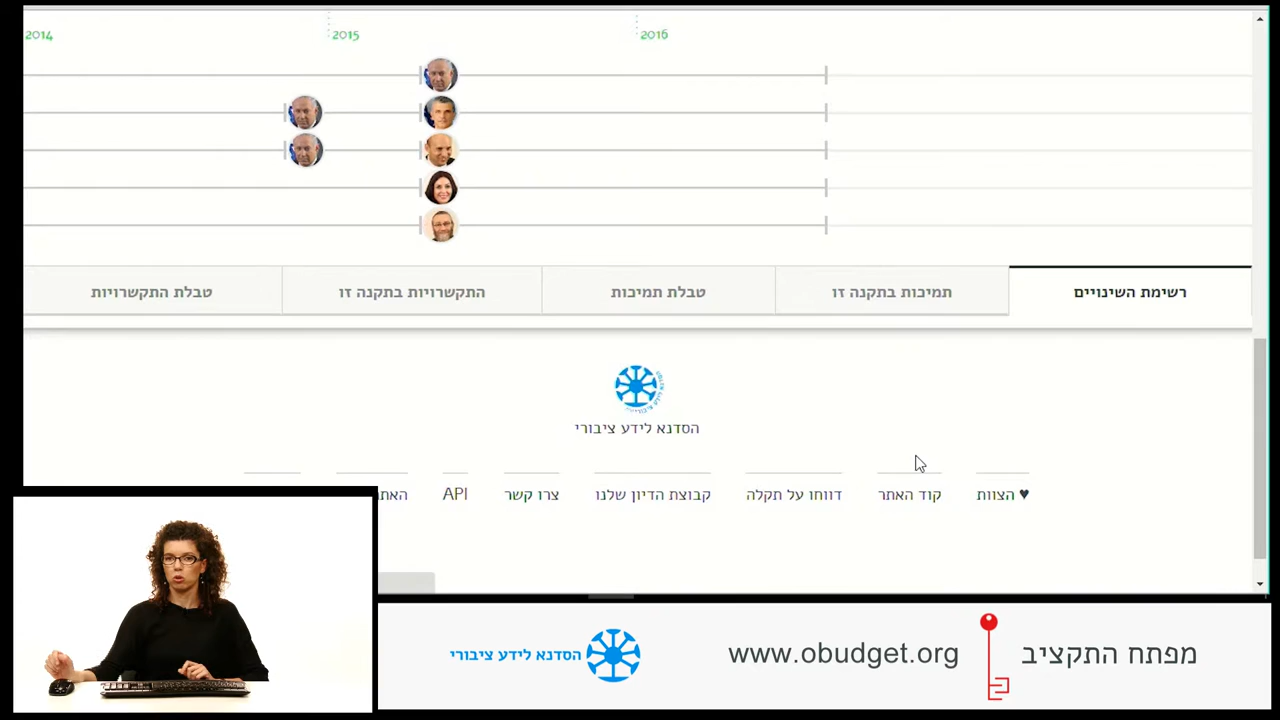 2014 2015 2016
רשימת השינויים תמיכות בתקנה זו טבלת תמיכות התקשרויות בתקנה זו טבלת התקשרויות
הסדנא לידע ציבורי
♥ הצוות קוד האתר דווחו על תקלה קבוצת הדיון שלנו צרו קשר API
מפתח התקציב www.obudget.org הסדנא לידע ציבורי